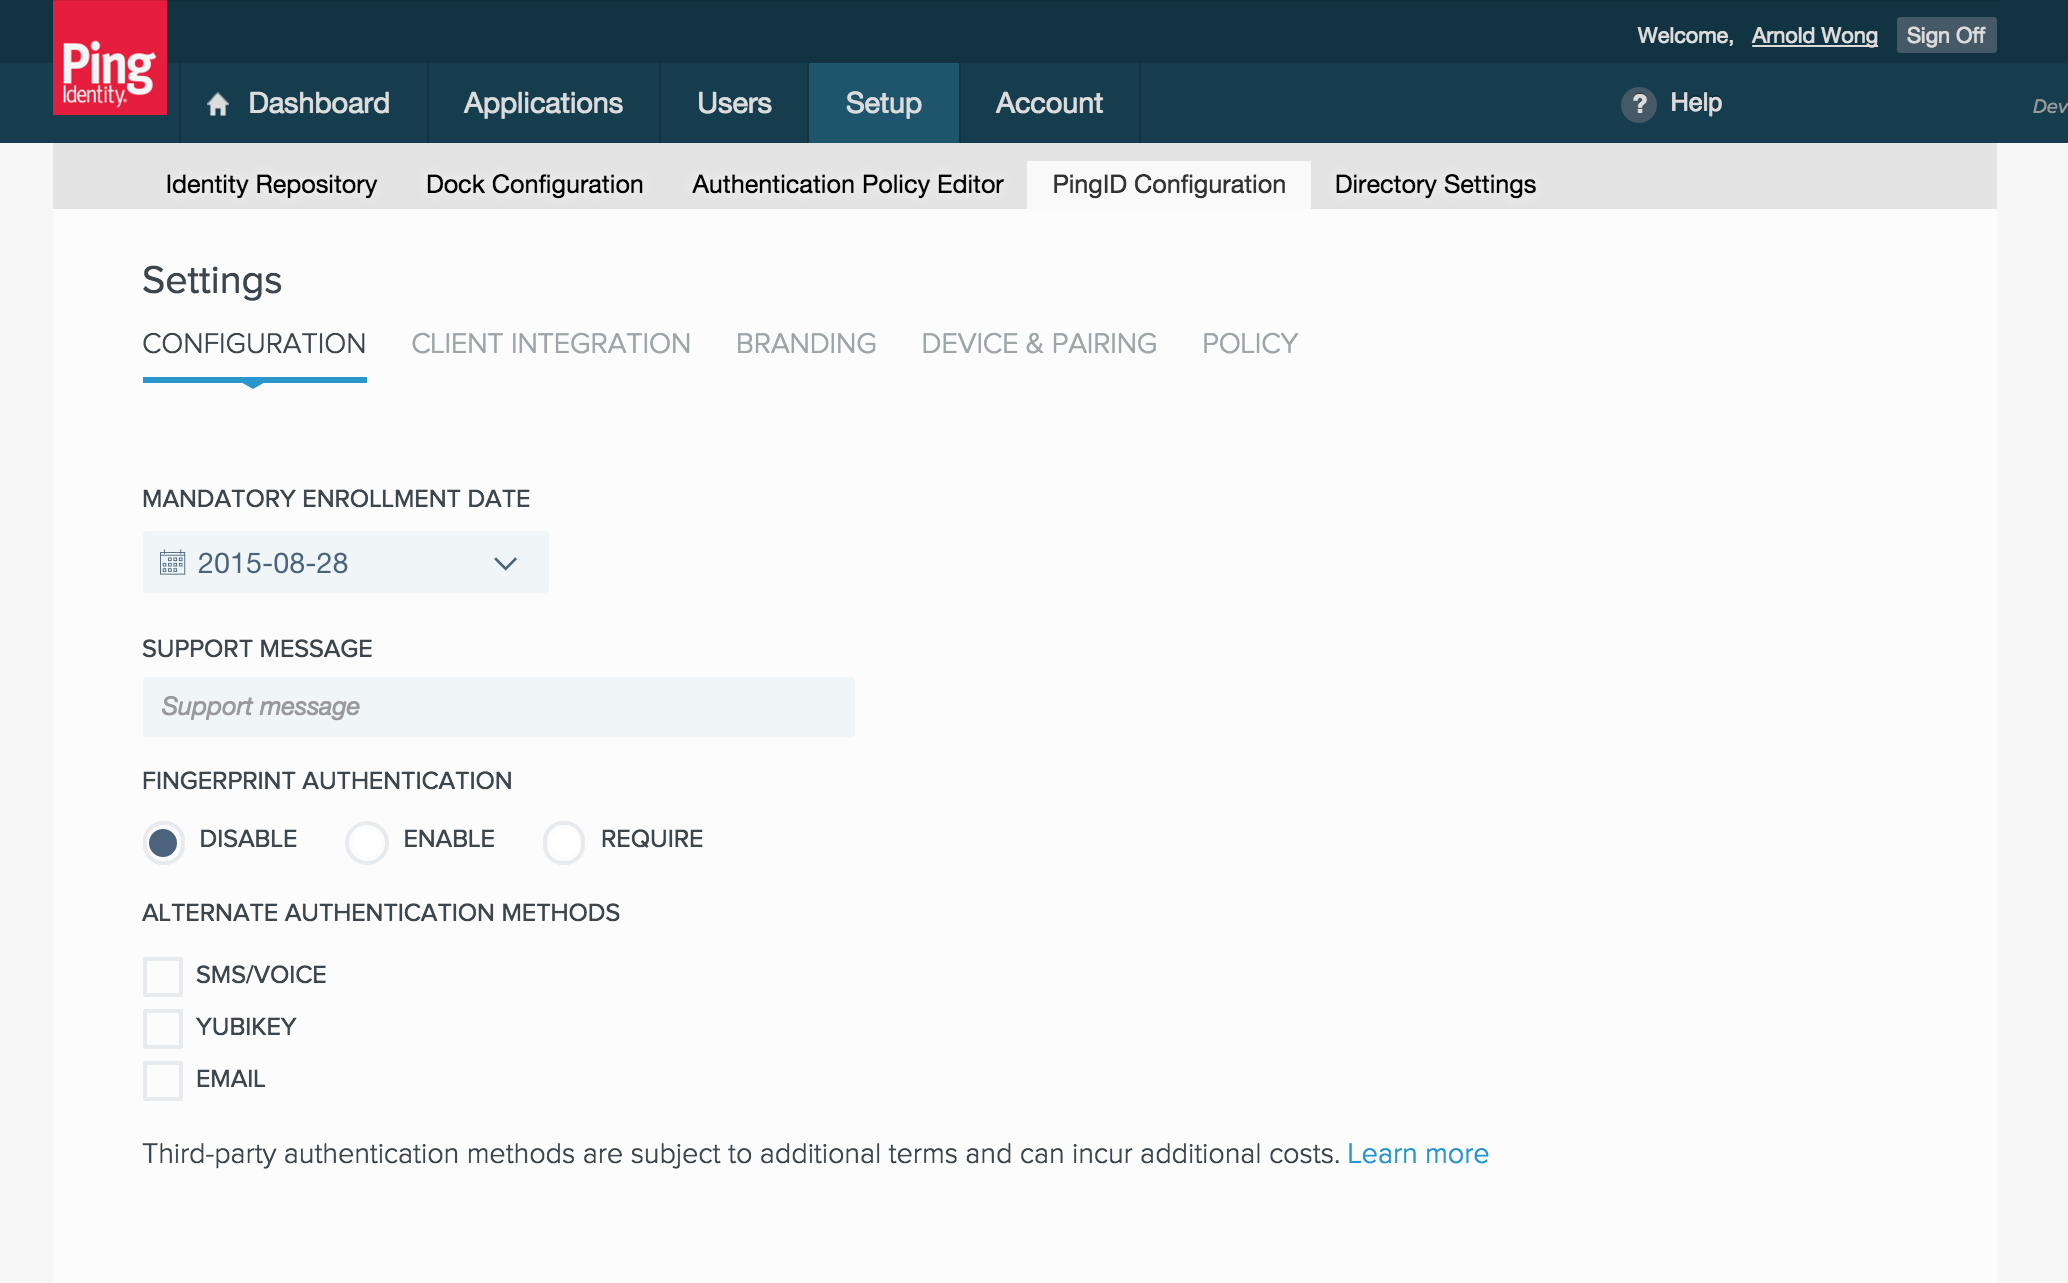 Welcome, Arnold Wong Sign Off
Ping
Identity®
Dashboard Applications Users Setup Account ? Help Dev
Identity Repository Dock Configuration Authentication Policy Editor PingID Configuration Directory Settings
Settings
CONFIGURATION CLIENT INTEGRATION BRANDING DEVICE & PAIRING POLICY
MANDATORY ENROLLMENT DATE
2015-08-28
SUPPORT MESSAGE
Support message
FINGERPRINT AUTHENTICATION
DISABLE ENABLE REQUIRE
ALTERNATE AUTHENTICATION METHODS
SMS/VOICE
YUBIKEY
EMAIL
Third-party authentication methods are subject to additional terms and can incur additional costs. Learn more